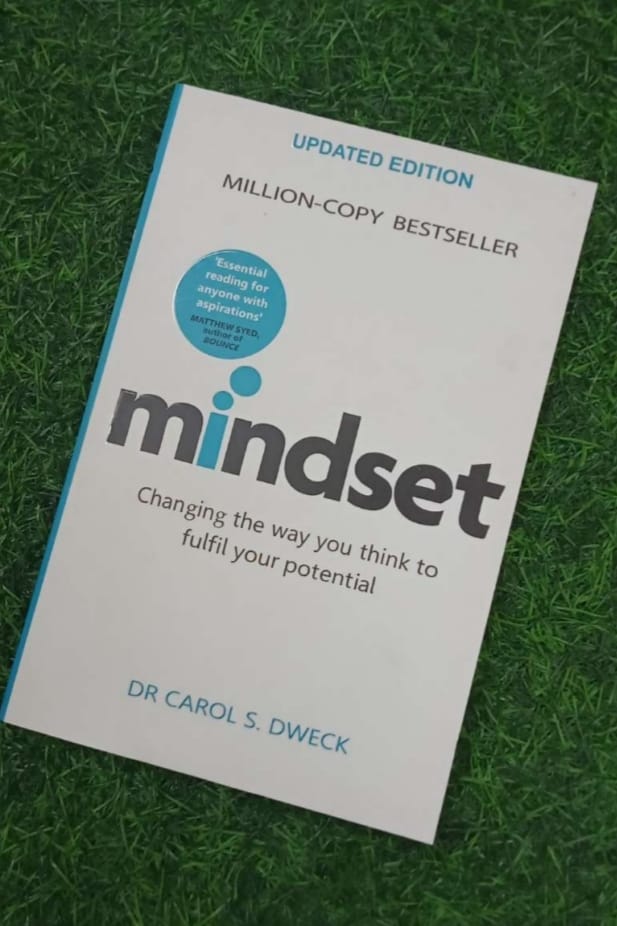 UPDATED EDITION
MILLION-COPY BESTSELLER
'Essential
reading for
anyone with
aspirations'
MATTHEW SYED,
author of
BOUNCE
mindset
Changing the way you think to
fulfil your potential
DR CAROL S. DWECK